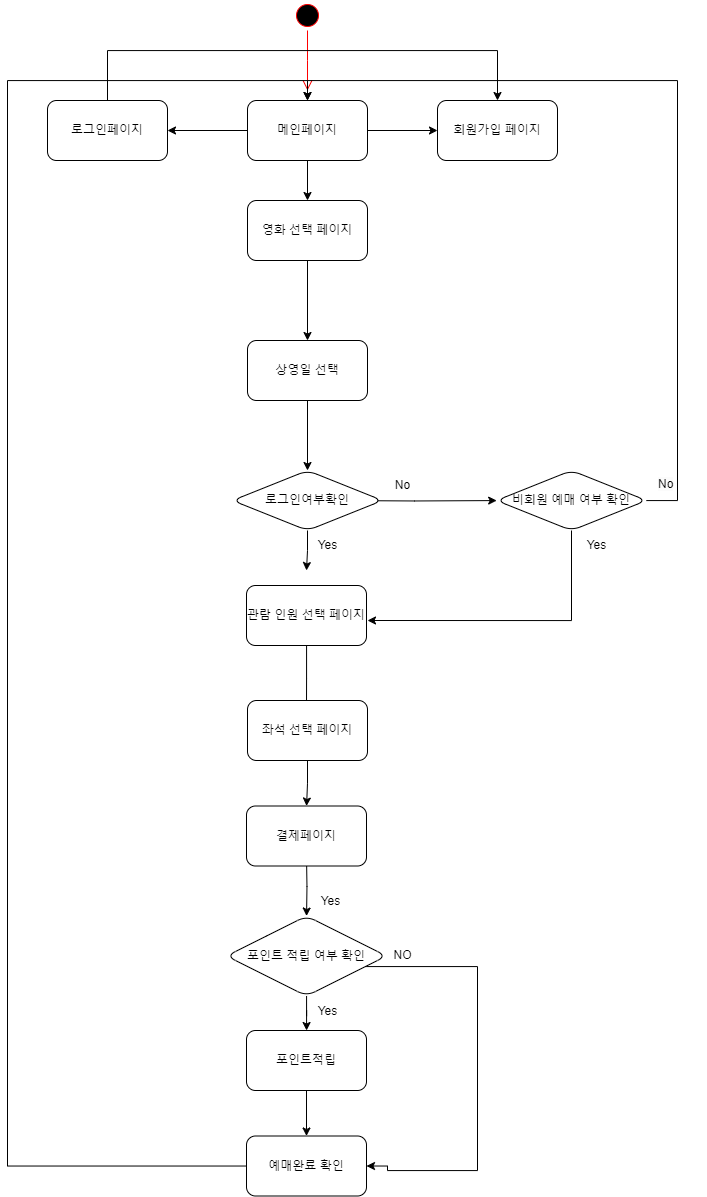 로그인페이지
메인페이지
회원가입 페이지
영화 선택 페이지
상영일 선택
로그인여부확인
No
비회원 예매 여부 확인
No
Yes
Yes
관람 인원 선택 페이지
좌석 선택 페이지
결제페이지
Yes
포인트 적립 여부 확인
NO
Yes
포인트적립
예매완료 확인